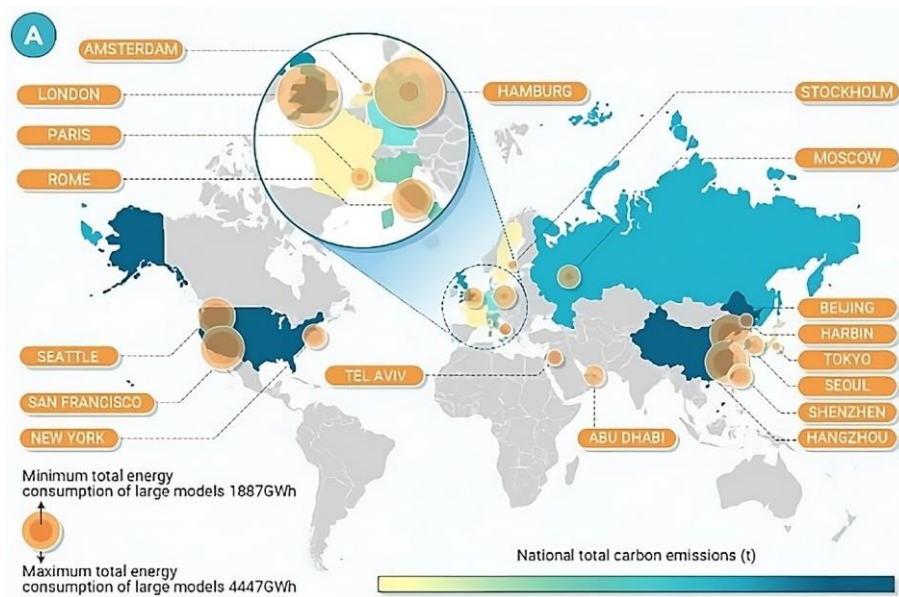 A
AMSTERDAM
LONDON
PARIS
ROME
HAMBURG
STOCKHOLM
MOSCOW
BEIJING
HARBIN
TOKYO
SEOUL
SHENZHEN
HANGZHOU
SEATTLE
SAN FRANCISCO
NEW YORK
TEL AVIV
ABU DHABI
Minimum total energy
consumption of large models 1887GWh
Maximum total energy
consumption of large models 4447GWh
National total carbon emissions (t)